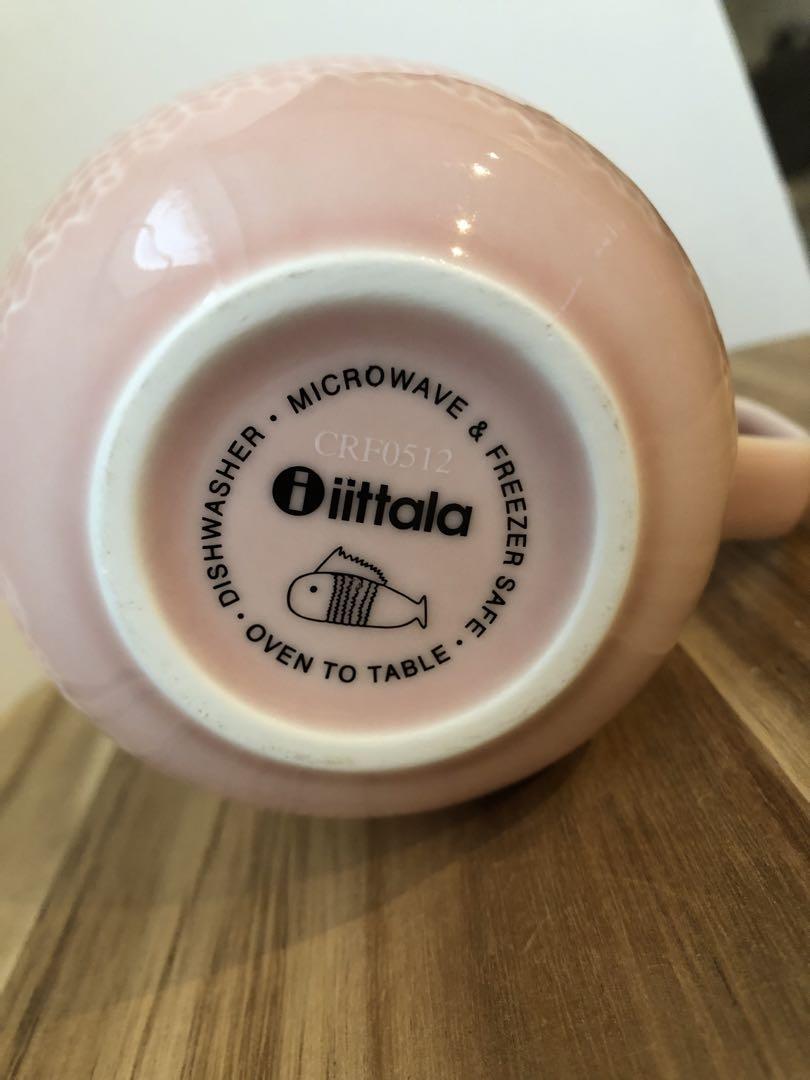 DISHWASHER • MICROWAVE & FREEZER SAFE •
OVEN TO TABLE •
CRF0512
i iittala